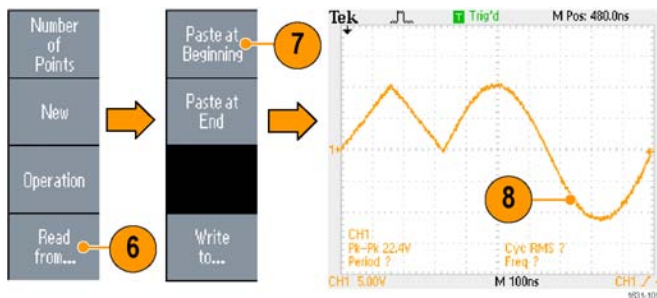 Number
of
Points
New
Operation
Read
from...
6
Paste at
Beginning
7
Paste at
End
Write
to...
Tek
T Trig'd
M Pos: 480.0ns
1+
8
CH1
Pk-Pk 22.4V
Period ?
Cyc RMS ?
Freq ?
CH1 5.00V
M 100ns
CH1